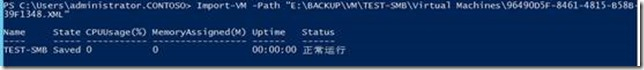 PS C:\Users\administrator.CONTOSO> Import-VM -Path "E:\BACKUP\VM\TEST-SMB\Virtual Machines\96490D5F-8461-4815-B58B-
39F1348.XML"
Name State CPUUsage(%) MemoryAssigned(M) Uptime Status
---- ----- ----------- ----------------- ------ ------
TEST-SMB Saved 0 0 00:00:00 正常运行